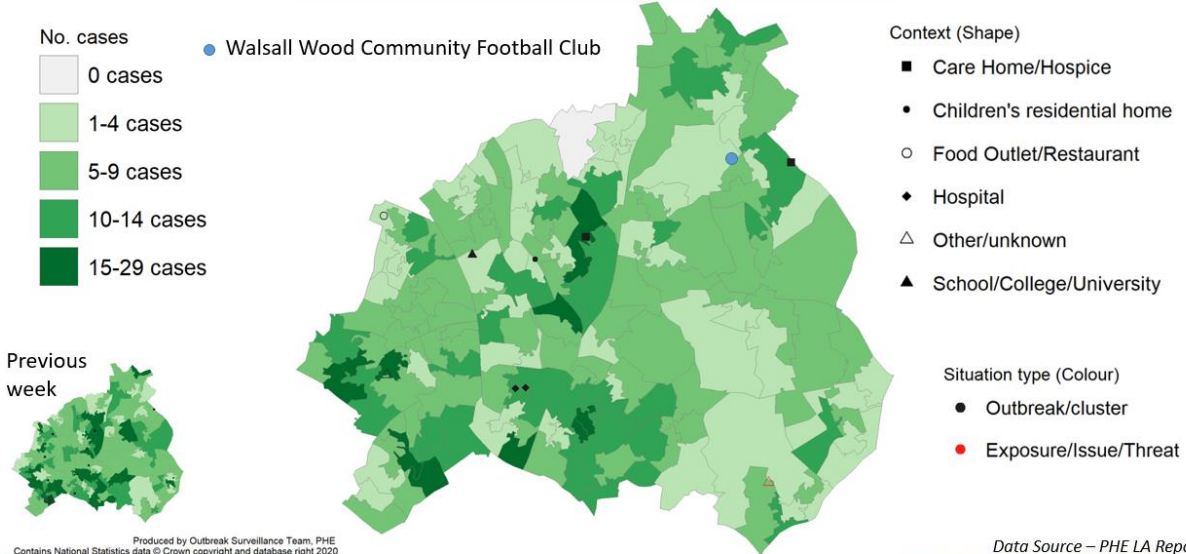 No. cases
0 cases
1-4 cases
5-9 cases
10-14 cases
15-29 cases
Walsall Wood Community Football Club
Context (Shape)
Care Home/Hospice
Children's residential home
Food Outlet/Restaurant
Hospital
Other/unknown
School/College/University
Situation type (Colour)
Outbreak/cluster
Exposure/Issue/Threat
Previous
week
Produced by Outbreak Surveillance Team, PHE
Contains National Statistics data © Crown copyright and database right 2020
Data Source – PHE LA Repo